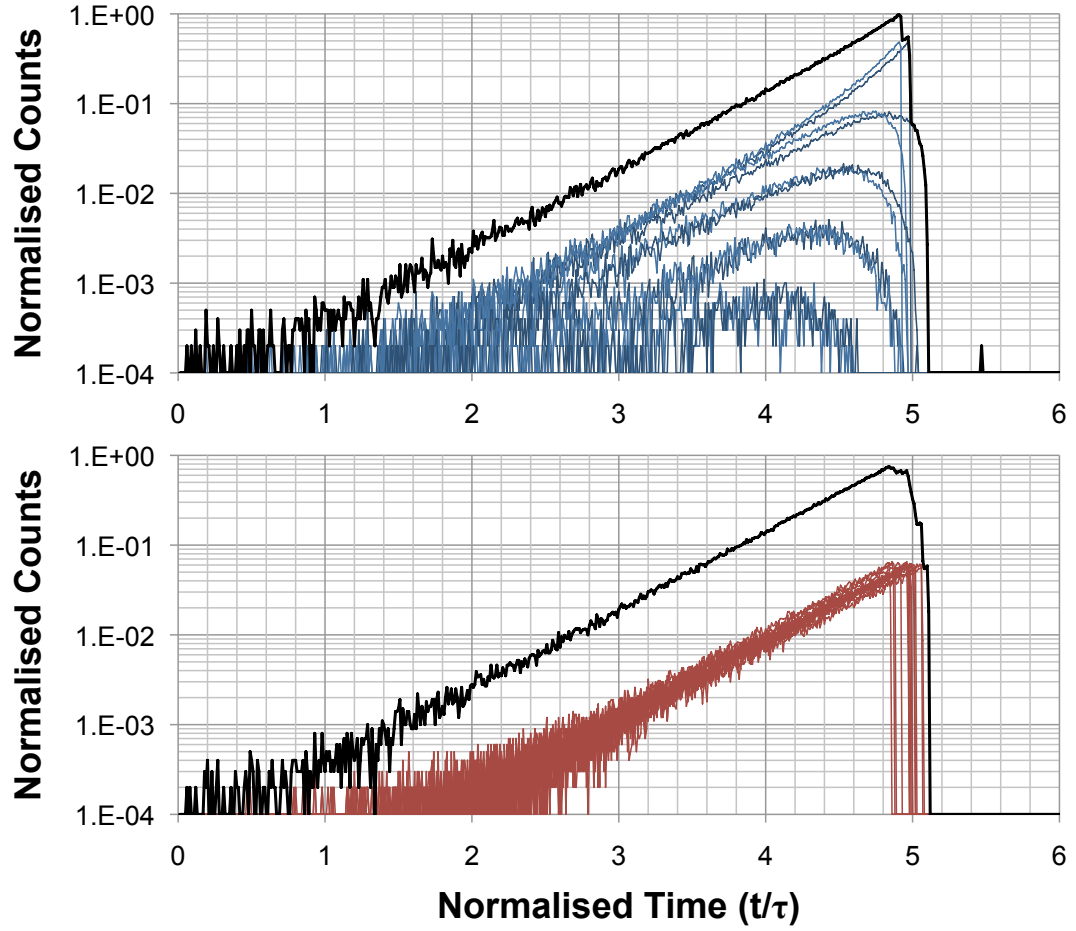 1.E+00
1.E-01
1.E-02
1.E-03
1.E-04
Normalised Counts
0 1 2 3 4 5 6
1.E+00
1.E-01
1.E-02
1.E-03
1.E-04
Normalised Counts
0 1 2 3 4 5 6
Normalised Time (t/τ)